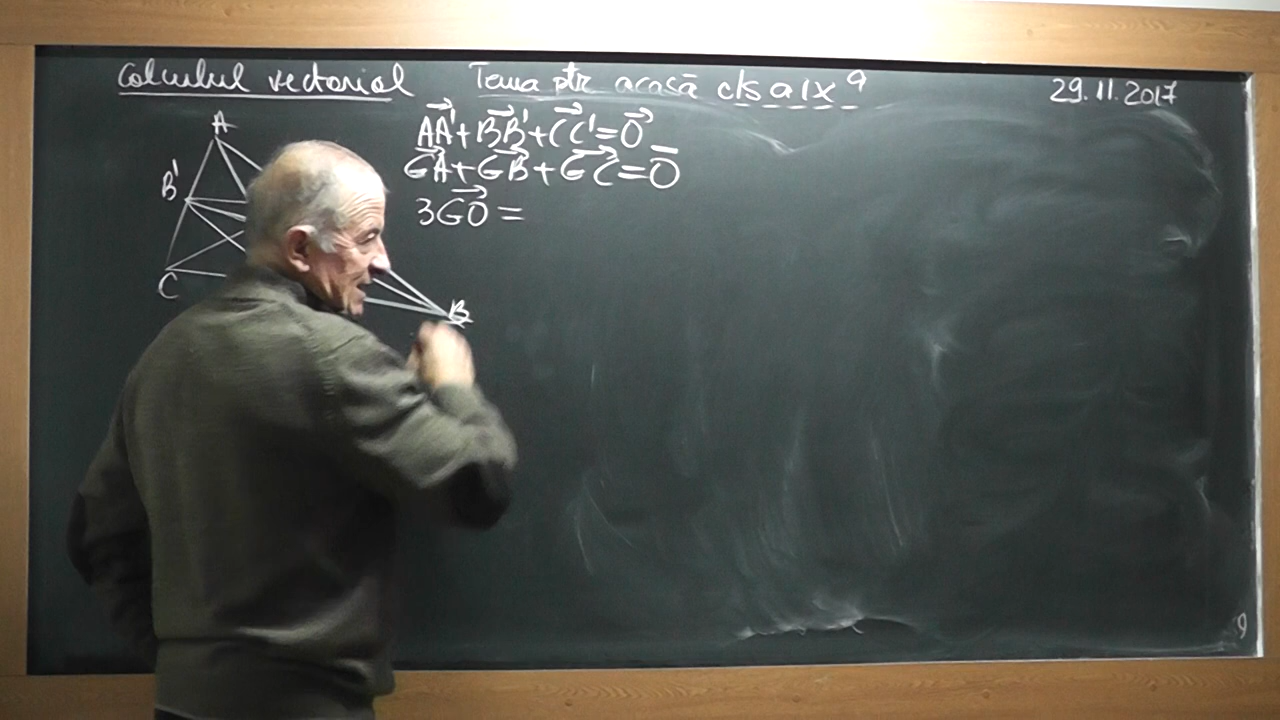 Calculul vectorial Tema ptr acasă cls a IX a 29.11.2017
A
B'
C
B
AA' + BB' + CC' = 0
GA + GB + GC = 0
3GO =
9